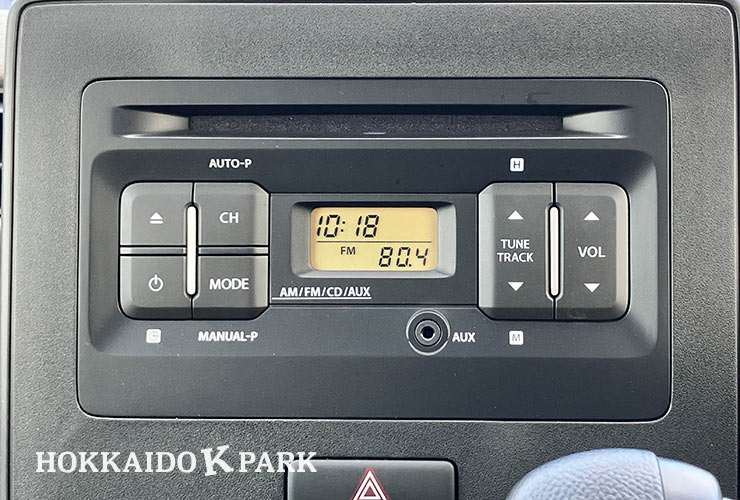 AUTO-P
H
CH
10:18
TUNE
TRACK
VOL
FM
80.4
MODE
AM/FM/CD/AUX
C
MANUAL-P
AUX
M
HOKKAIDO K PARK